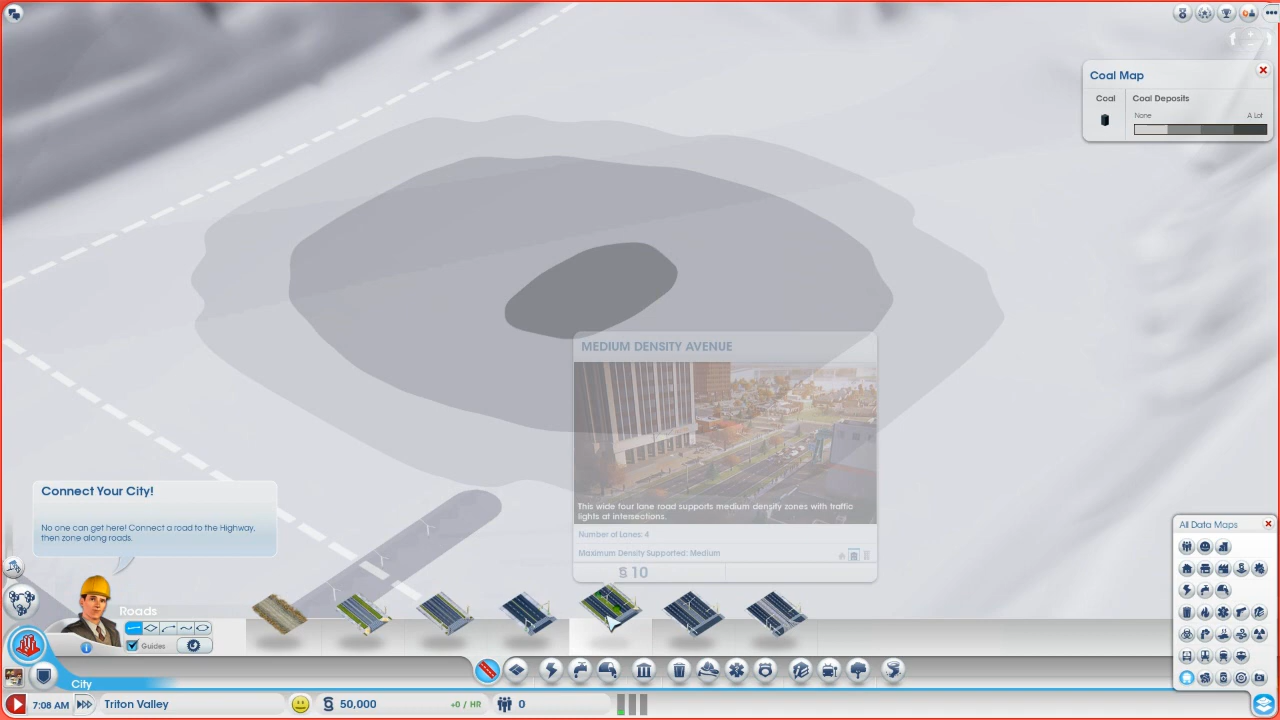 Coal Map
Coal
Coal Deposits
None
A Lot
MEDIUM DENSITY AVENUE
This wide four lane road supports medium density zones with traffic
lights at intersections.
Number of Lanes: 4
Maximum Density Supported: Medium
§ 10
Connect Your City!
No one can get here! Connect a road to the Highway,
then zone along roads.
Roads
Guides
All Data Maps
City
7:08 AM
Triton Valley
§ 50,000
+0 / HR
0